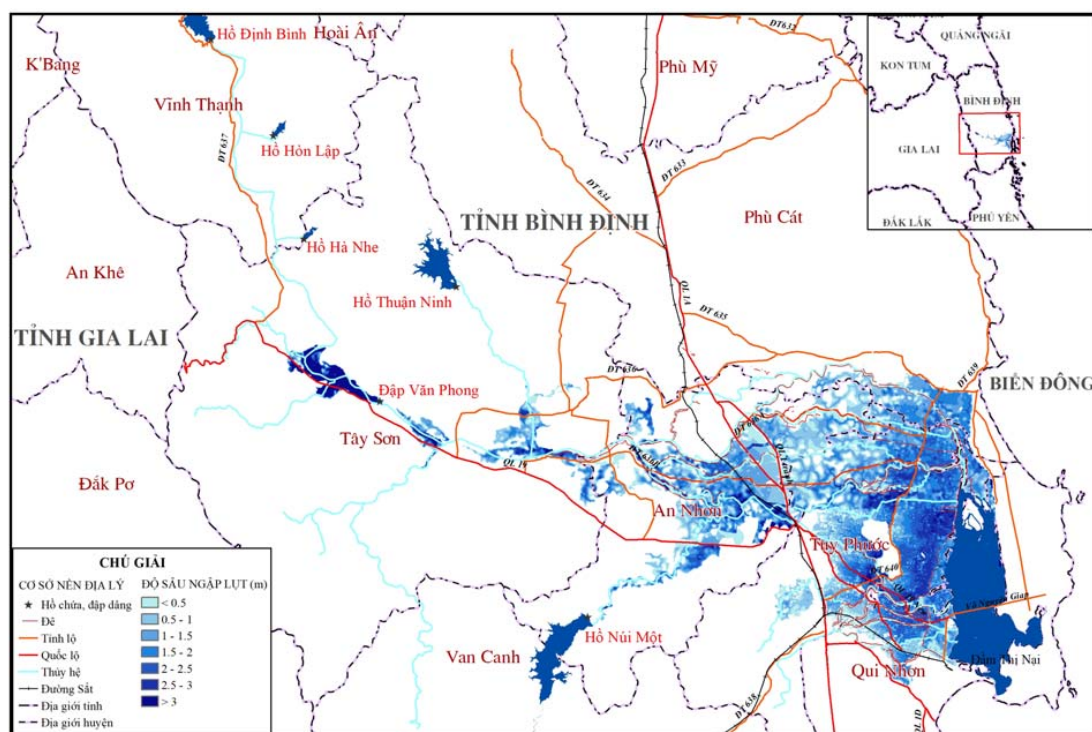 Hồ Định Bình
Hoài Ân
ĐT632
QUẢNG NGÃI
K'Bang
KON TUM
Phù Mỹ
Vĩnh Thạnh
BÌNH ĐỊNH
ĐT 637
Hồ Hòn Lập
ĐT 633
GIA LAI
ĐT 634
TỈNH BÌNH ĐỊNH
Phù Cát
ĐẮK LẮK
PHÚ YÊN
Hồ Hà Nhe
An Khê
Hồ Thuận Ninh
QL 1A
ĐT 635
TỈNH GIA LAI
ĐT 636
ĐT 639
BIỂN ĐÔNG
Đập Văn Phong
Tây Sơn
QL 19
ĐT 636B
Đắk Pơ
An Nhơn
Tuy Phước
ĐT 640
Hồ Núi Một
Vân Canh
Đầm Thị Nại
Qui Nhơn
ĐT 638
QL 1D
CHÚ GIẢI
CƠ SỞ NỀN ĐỊA LÝ
ĐỘ SÂU NGẬP LỤT (m)
Hồ chứa, đập dâng
Đê
Tỉnh lộ
Quốc lộ
Thủy hệ
Đường Sắt
Địa giới tỉnh
Địa giới huyện
< 0.5
0.5 - 1
1 - 1.5
1.5 - 2
2 - 2.5
2.5 - 3
> 3